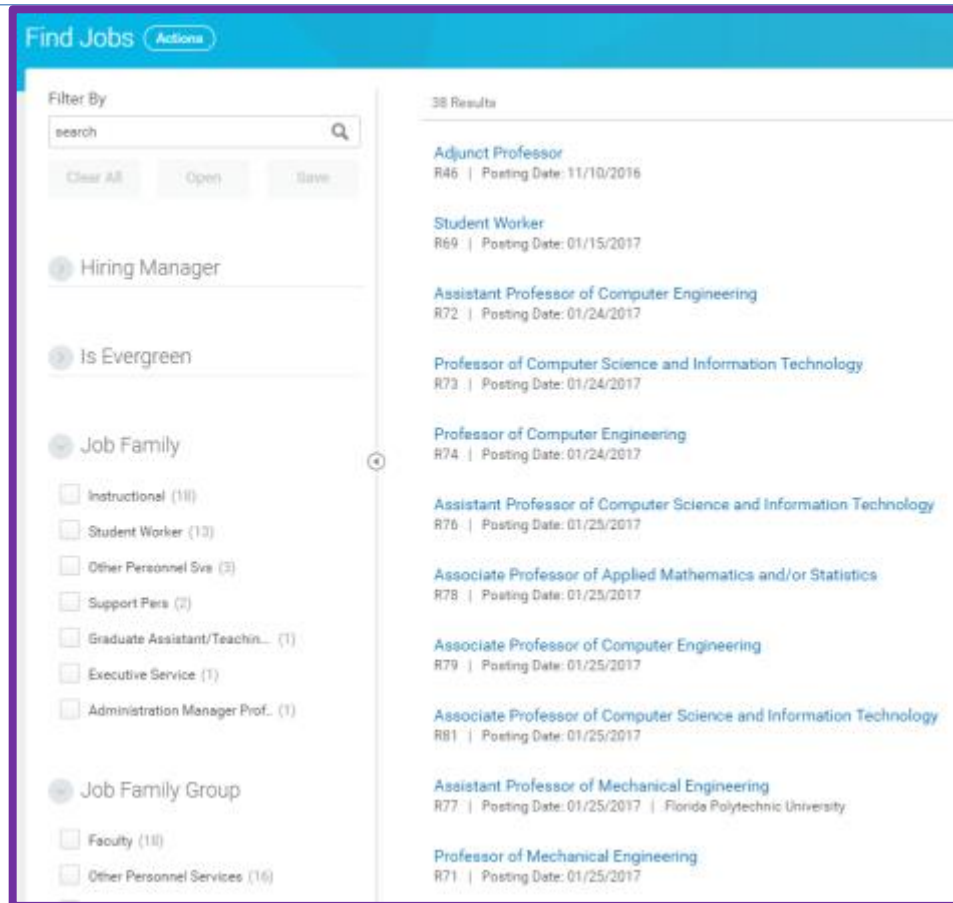 Find Jobs Actions
Filter By
search
Clear All Open Save
Hiring Manager
Is Evergreen
Job Family
Instructional (18)
Student Worker (13)
Other Personnel Svs (3)
Support Pers (2)
Graduate Assistant/Teachin... (1)
Executive Service (1)
Administration Manager Prof.. (1)
Job Family Group
Faculty (18)
Other Personnel Services (16)
38 Results
Adjunct Professor
R46 | Posting Date: 11/10/2016
Student Worker
R69 | Posting Date: 01/15/2017
Assistant Professor of Computer Engineering
R72 | Posting Date: 01/24/2017
Professor of Computer Science and Information Technology
R73 | Posting Date: 01/24/2017
Professor of Computer Engineering
R74 | Posting Date: 01/24/2017
Assistant Professor of Computer Science and Information Technology
R76 | Posting Date: 01/25/2017
Associate Professor of Applied Mathematics and/or Statistics
R78 | Posting Date: 01/25/2017
Associate Professor of Computer Engineering
R79 | Posting Date: 01/25/2017
Associate Professor of Computer Science and Information Technology
R81 | Posting Date: 01/25/2017
Assistant Professor of Mechanical Engineering
R77 | Posting Date: 01/25/2017 | Florida Polytechnic University
Professor of Mechanical Engineering
R71 | Posting Date: 01/25/2017